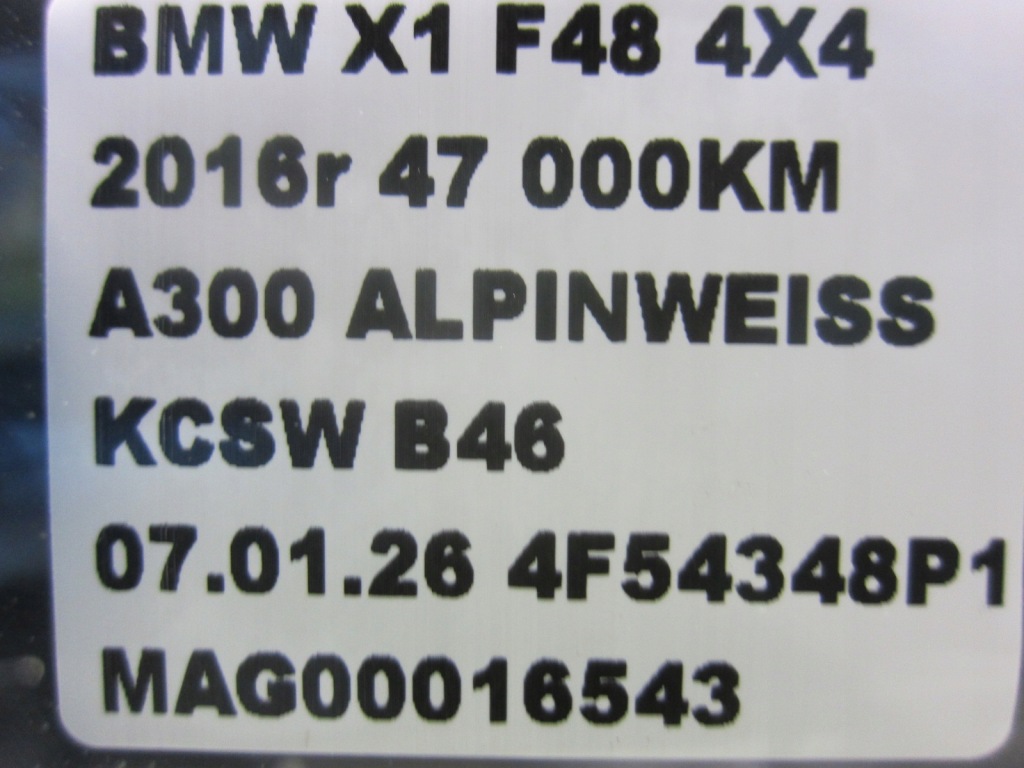 BMW X1 F48 4X4
2016r 47 000KM
A300 ALPINWEISS
KCSW B46
07.01.26 4F54348P1
MAG00016543